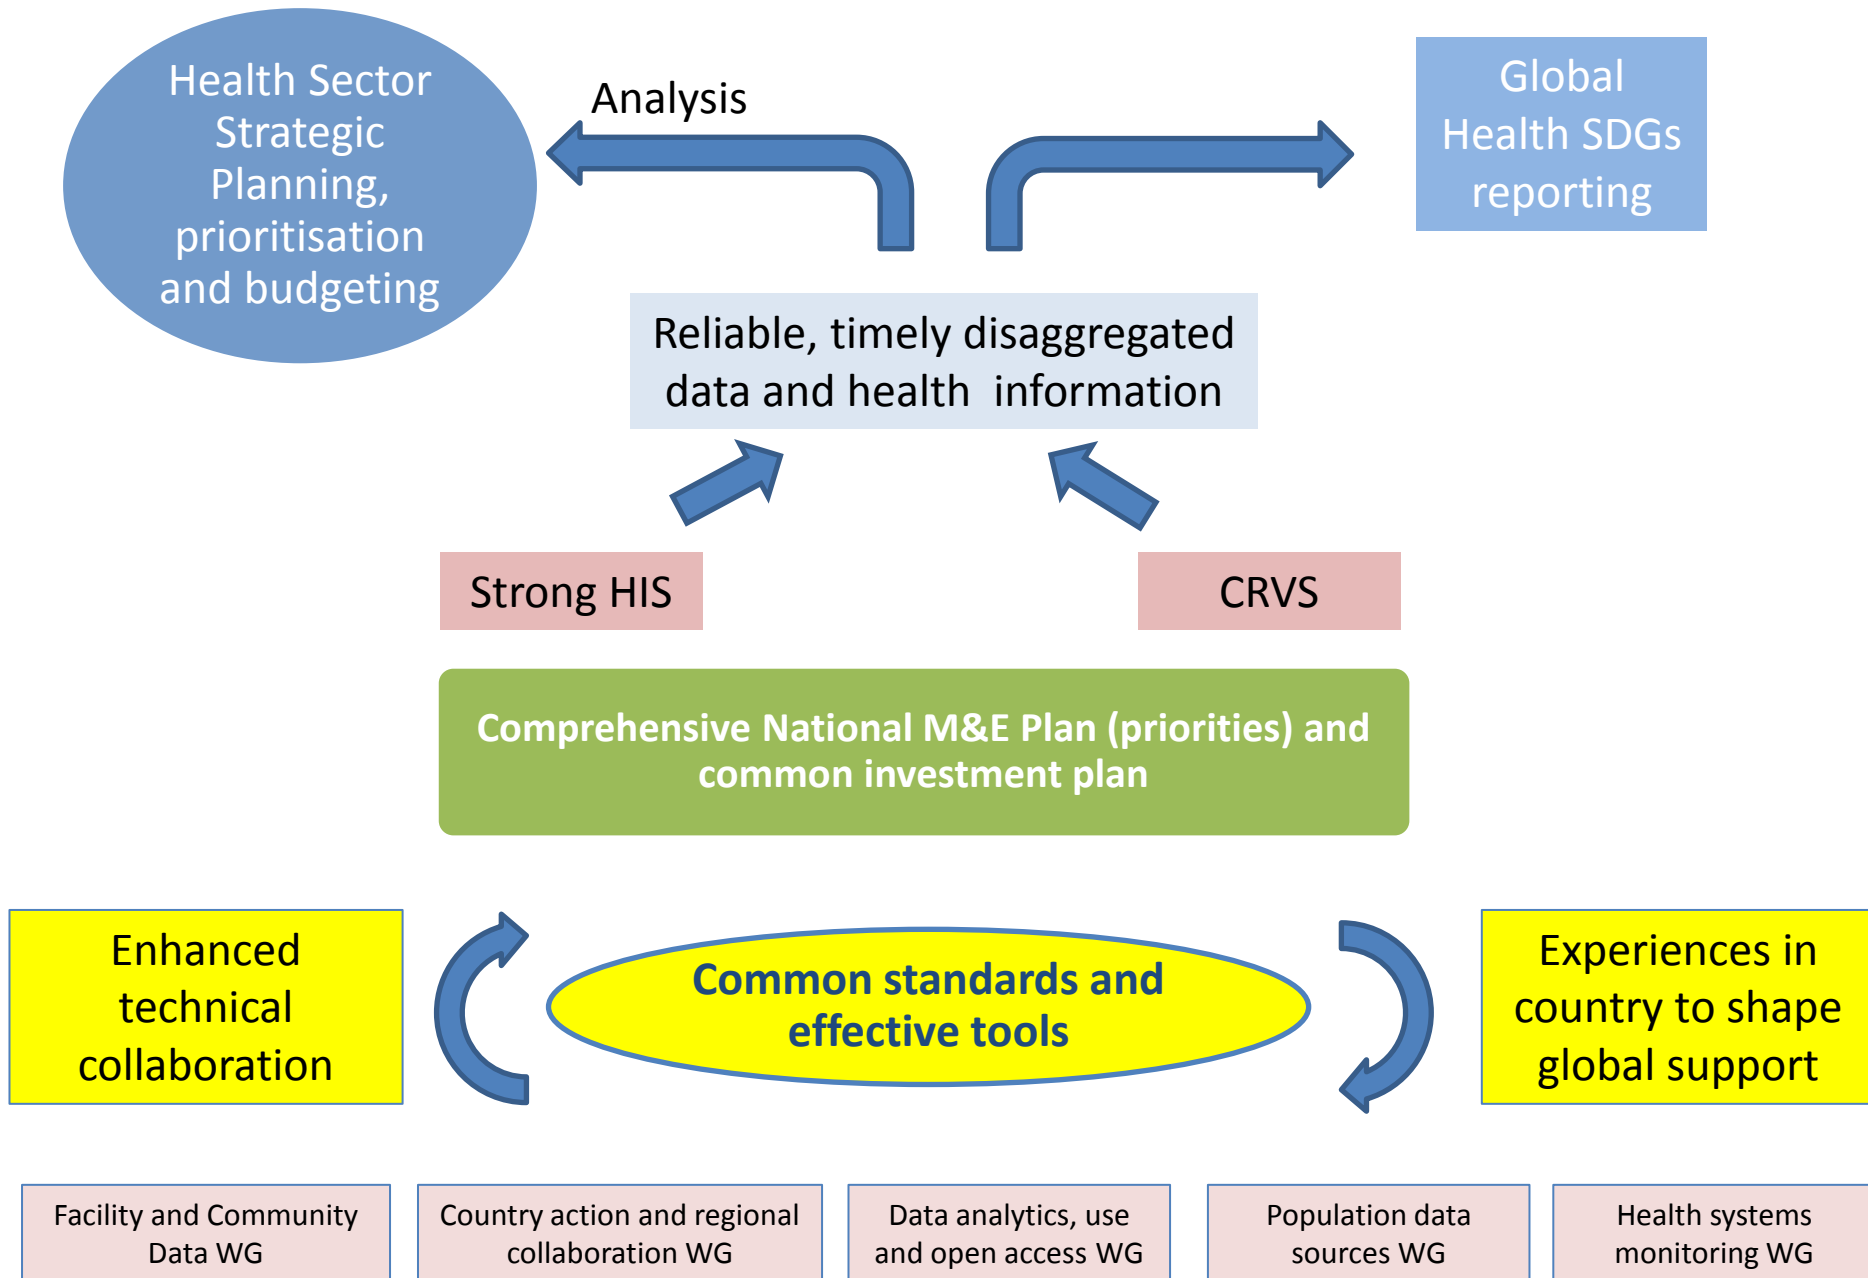 Health Sector
Strategic
Planning,
prioritisation
and budgeting
Analysis
Global
Health SDGs
reporting
Reliable, timely disaggregated
data and health  information
Strong HIS
CRVS
Comprehensive National M&E Plan (priorities) and
common investment plan
Enhanced
technical
collaboration
Common standards and
effective tools
Experiences in
country to shape
global support
Facility and Community
Data WG
Country action and regional
collaboration WG
Data analytics, use
and open access WG
Population data
sources WG
Health systems
monitoring WG